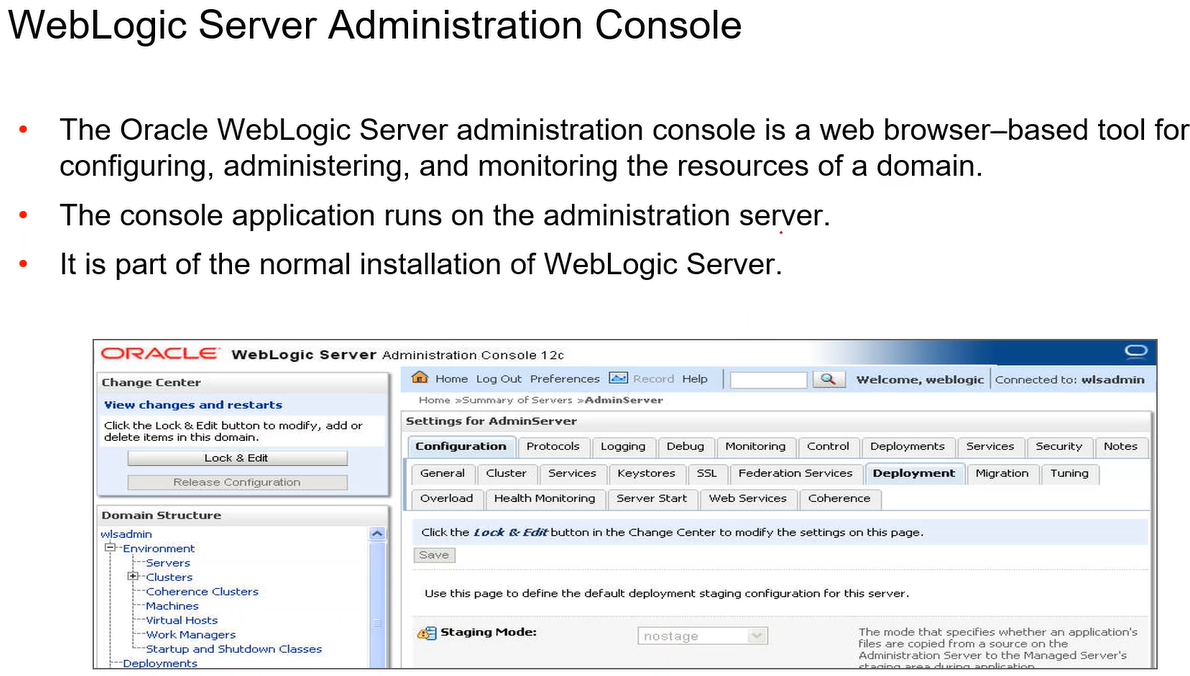 WebLogic Server Administration Console
• The Oracle WebLogic Server administration console is a web browser–based tool for
configuring, administering, and monitoring the resources of a domain.
• The console application runs on the administration server.
• It is part of the normal installation of WebLogic Server.
ORACLE WebLogic Server Administration Console 12c
Change Center
View changes and restarts
Click the Lock & Edit button to modify, add or
delete items in this domain.
Lock & Edit
Release Configuration
Domain Structure
wlsadmin
Environment
Servers
Clusters
Coherence Clusters
Machines
Virtual Hosts
Work Managers
Startup and Shutdown Classes
Deployments
Home Log Out Preferences Record Help
Welcome, weblogic Connected to: wlsadmin
Home >Summary of Servers >AdminServer
Settings for AdminServer
Configuration Protocols Logging Debug Monitoring Control Deployments Services Security Notes
General Cluster Services Keystores SSL Federation Services Deployment Migration Tuning
Overload Health Monitoring Server Start Web Services Coherence
Click the Lock & Edit button in the Change Center to modify the settings on this page.
Save
Use this page to define the default deployment staging configuration for this server.
Staging Mode:
nostage
The mode that specifies whether an application's
files are copied from a source on the
Administration Server to the Managed Server's
staging area during application